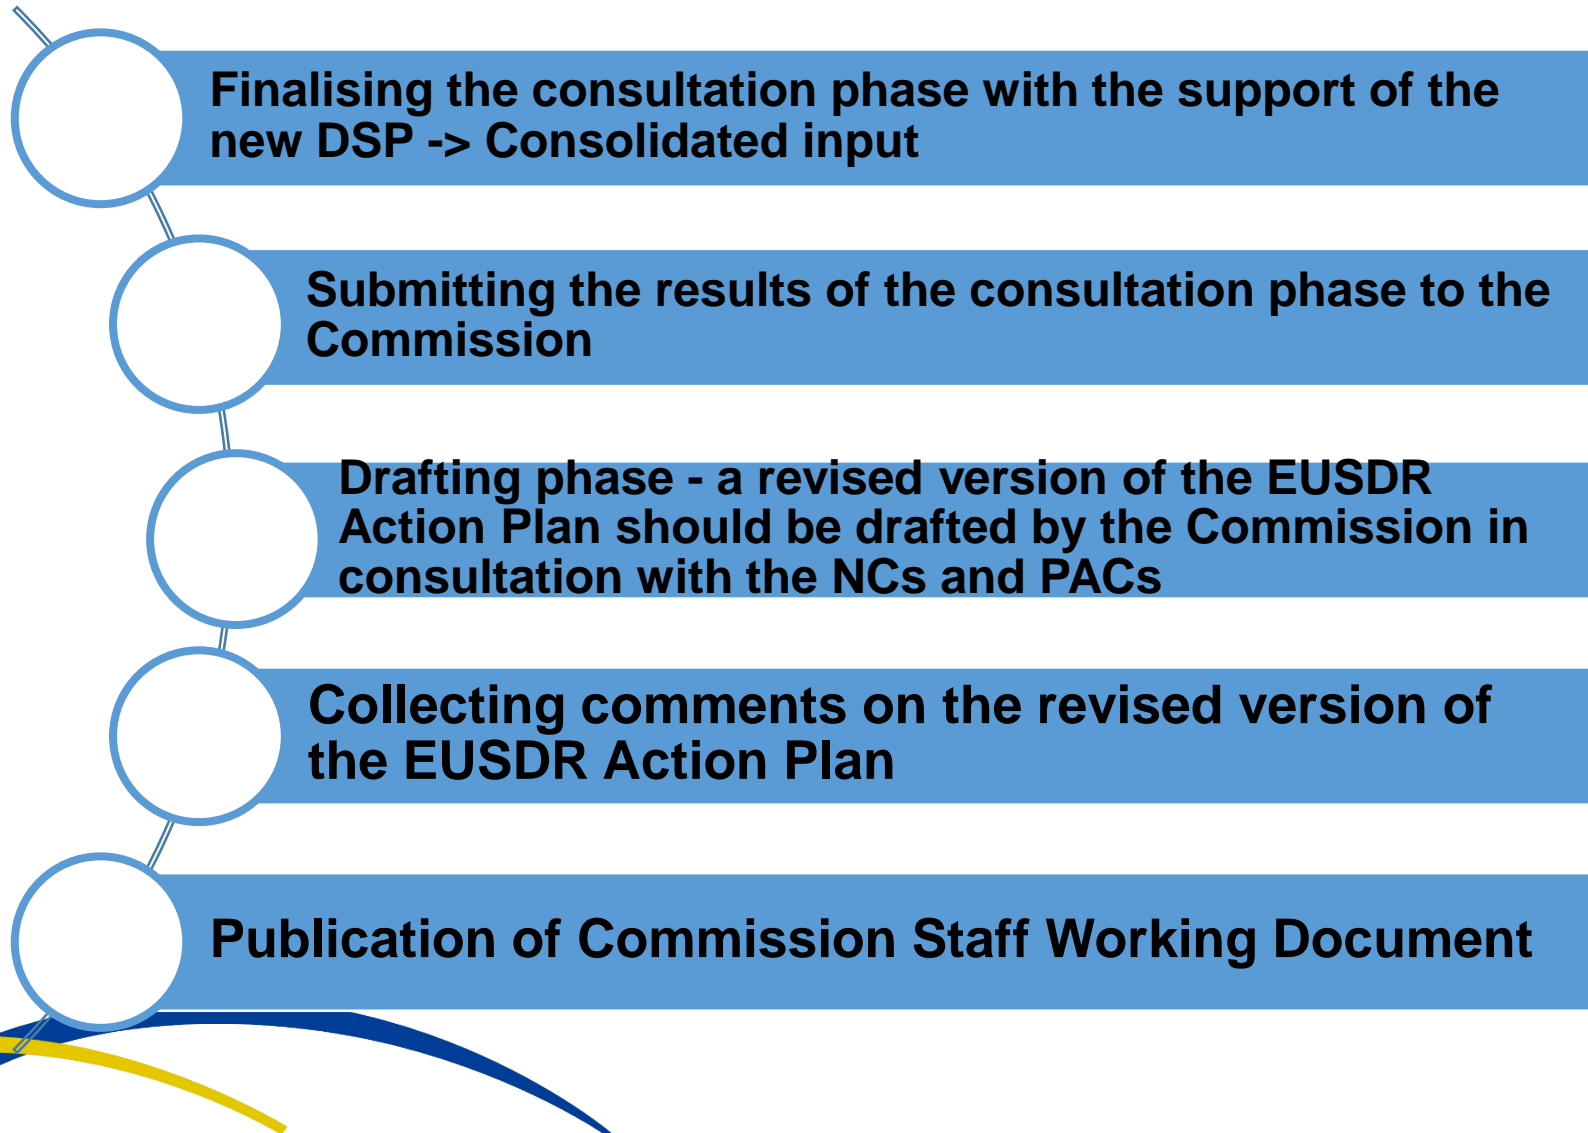 Finalising the consultation phase with the support of the
new DSP -> Consolidated input
Submitting the results of the consultation phase to the
Commission
Drafting phase - a revised version of the EUSDR
Action Plan should be drafted by the Commission in
consultation with the NCs and PACs
Collecting comments on the revised version of
the EUSDR Action Plan
Publication of Commission Staff Working Document